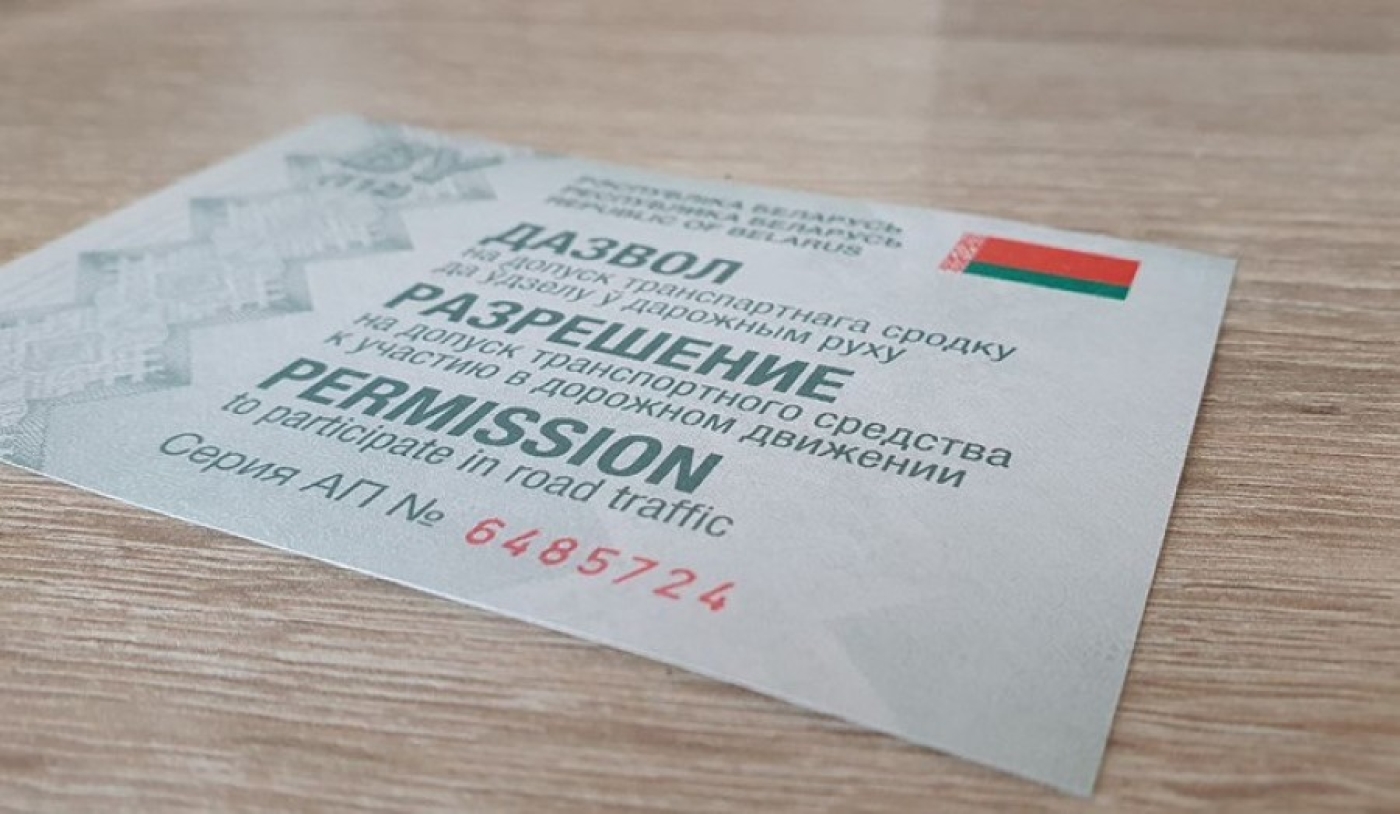 РЭСПУБЛІКА БЕЛАРУСЬ
РЕСПУБЛИКА БЕЛАРУСЬ
REPUBLIC OF BELARUS
ДАЗВОЛ
на допуск транспартнага сродку
да ўдзелу ў дарожным руху
РАЗРЕШЕНИЕ
на допуск транспортного средства
к участию в дорожном движении
PERMISSION
to participate in road traffic
Серия АП № 6485724